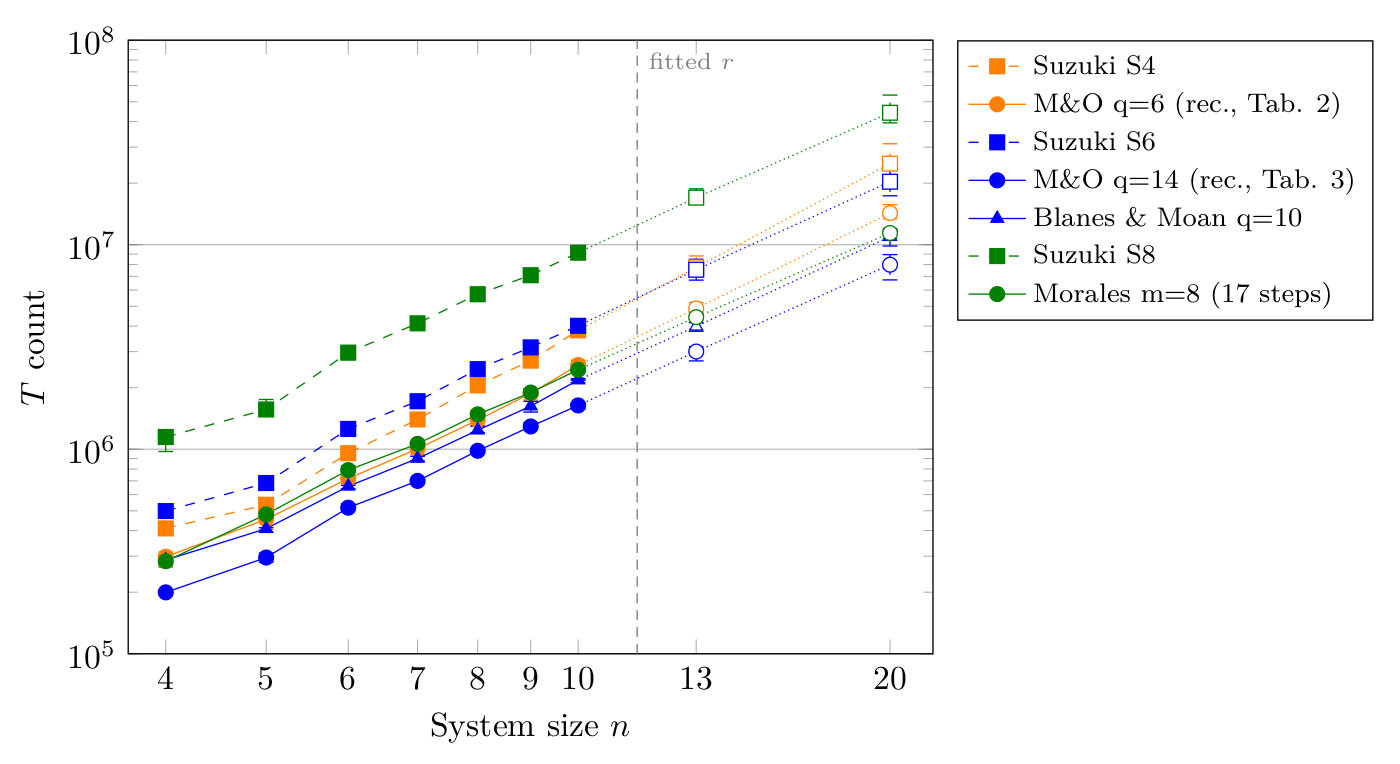 10^8
10^7
10^6
10^5
T count
fitted r
4 5 6 7 8 9 10 13 20
System size n
Suzuki S4
M&O q=6 (rec., Tab. 2)
Suzuki S6
M&O q=14 (rec., Tab. 3)
Blanes & Moan q=10
Suzuki S8
Morales m=8 (17 steps)